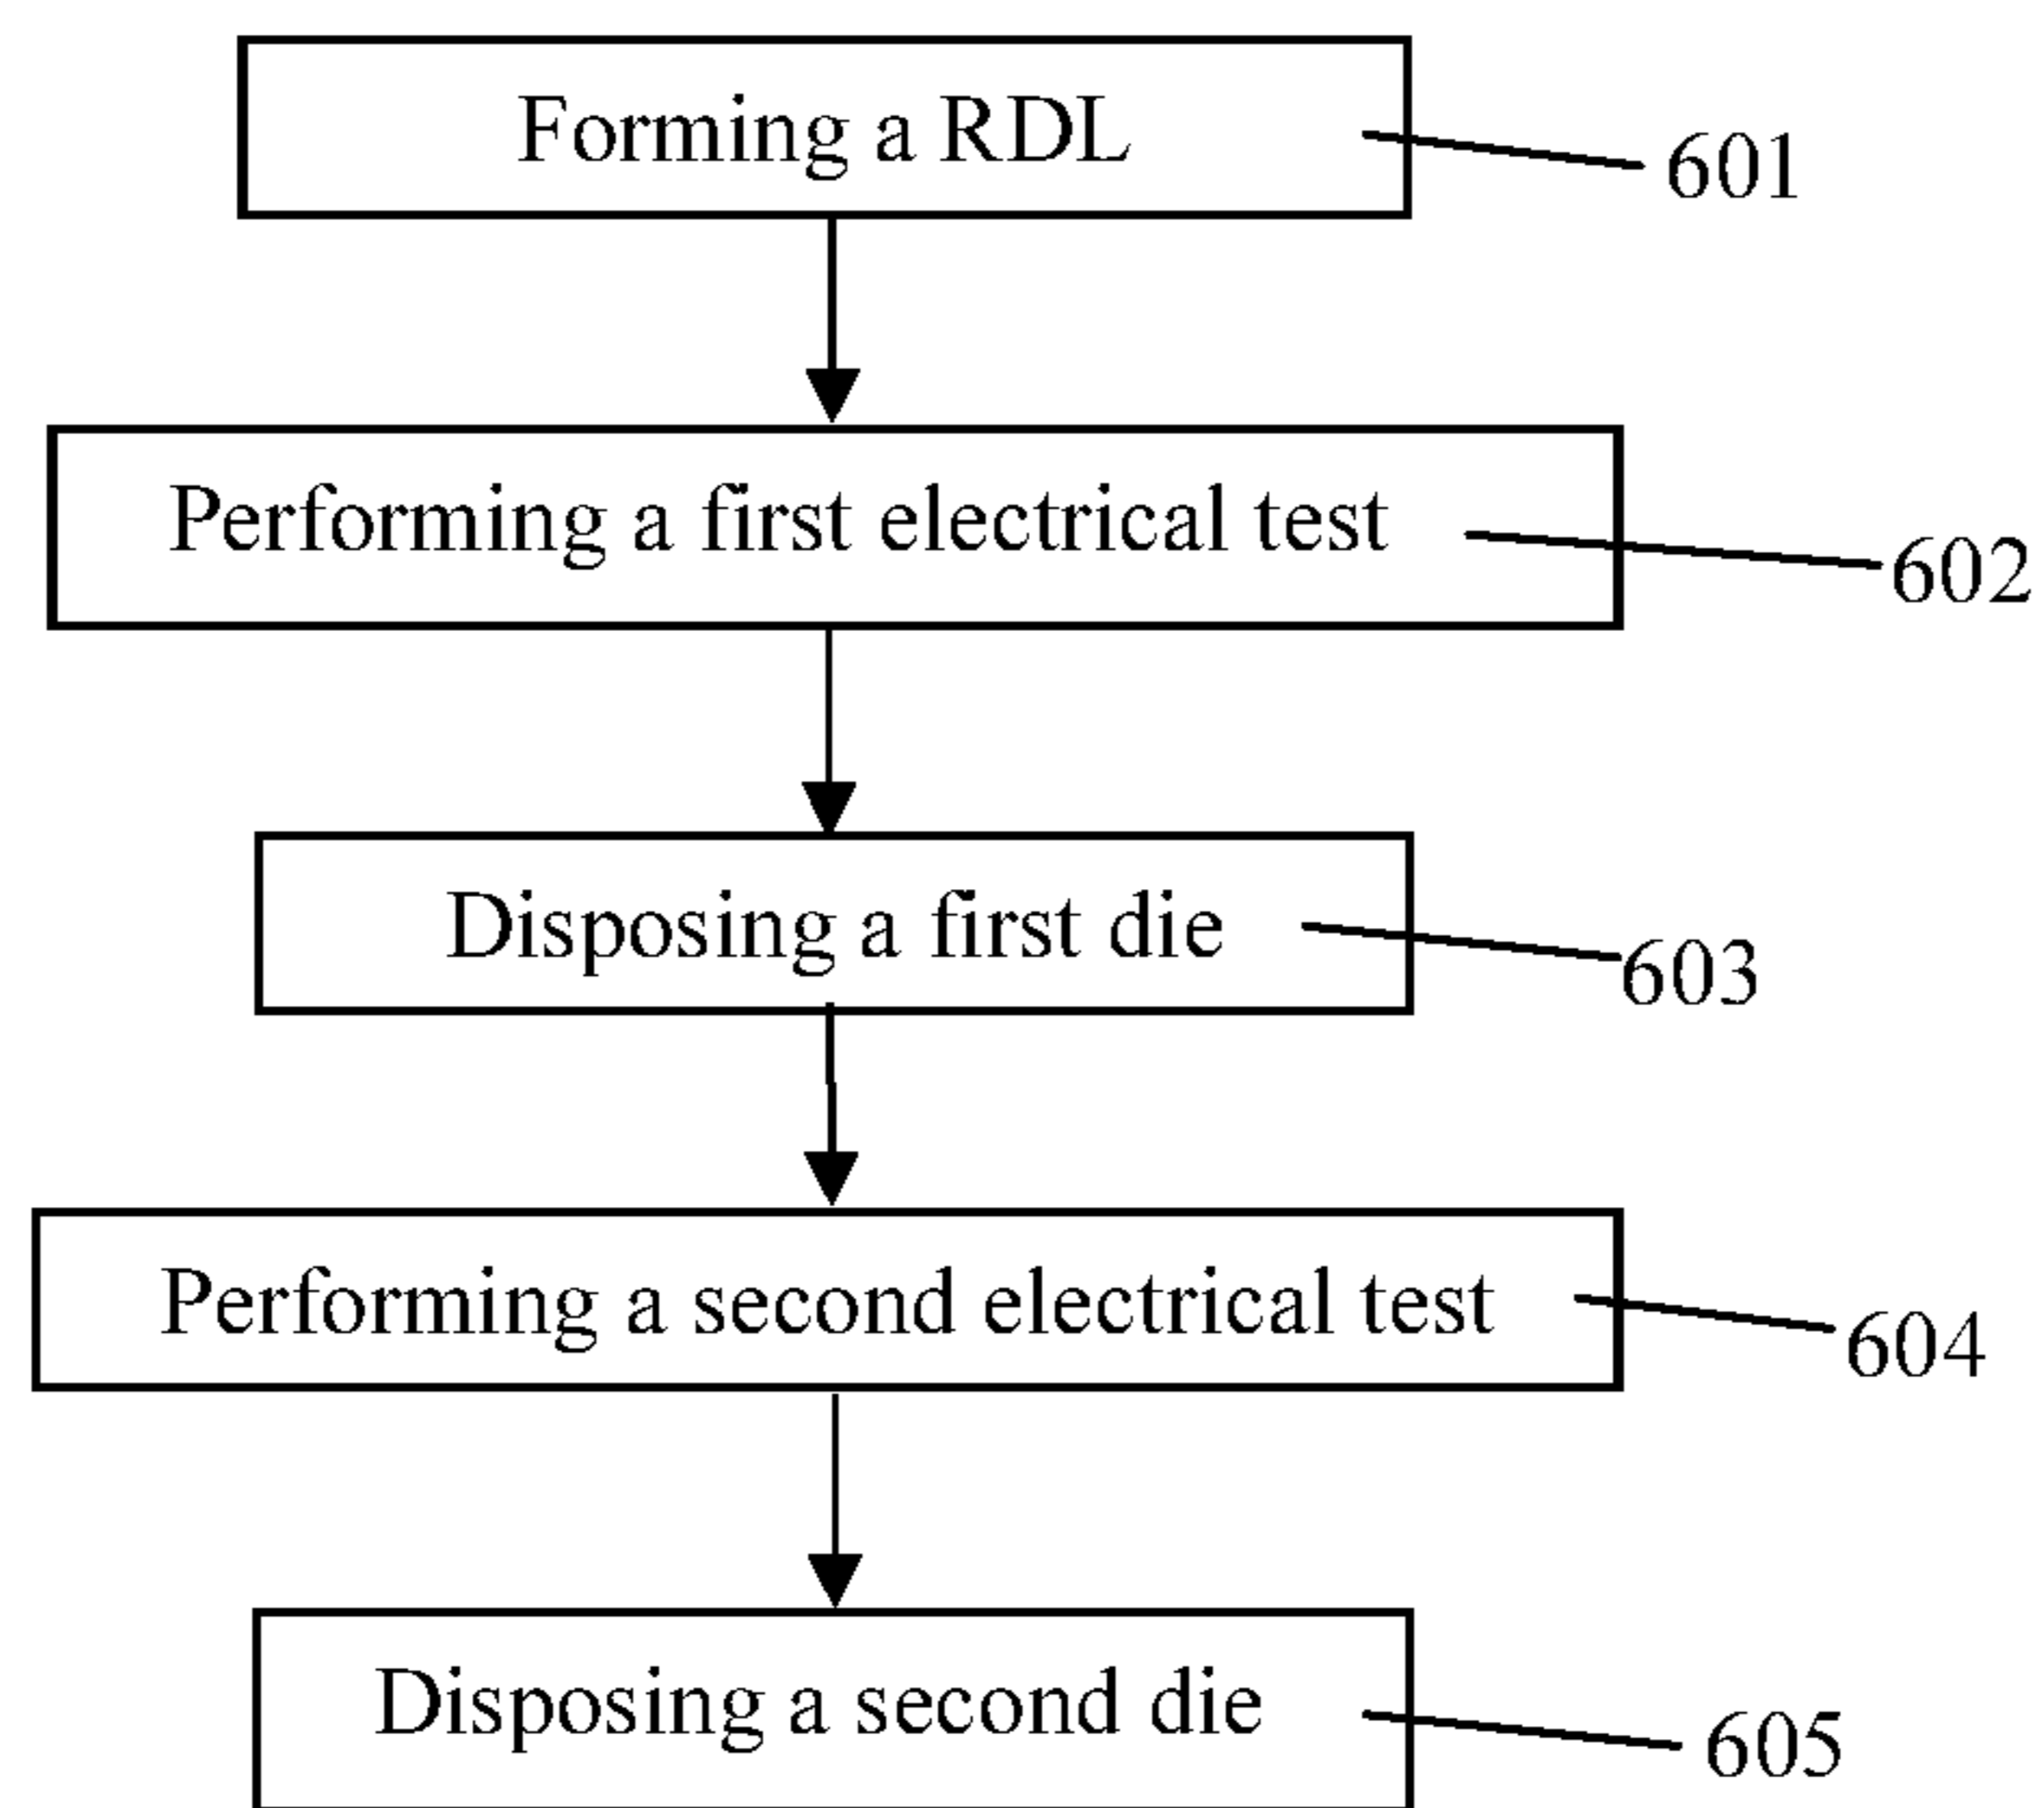 Forming a RDL
601
Performing a first electrical test
602
Disposing a first die
603
Performing a second electrical test
604
Disposing a second die
605